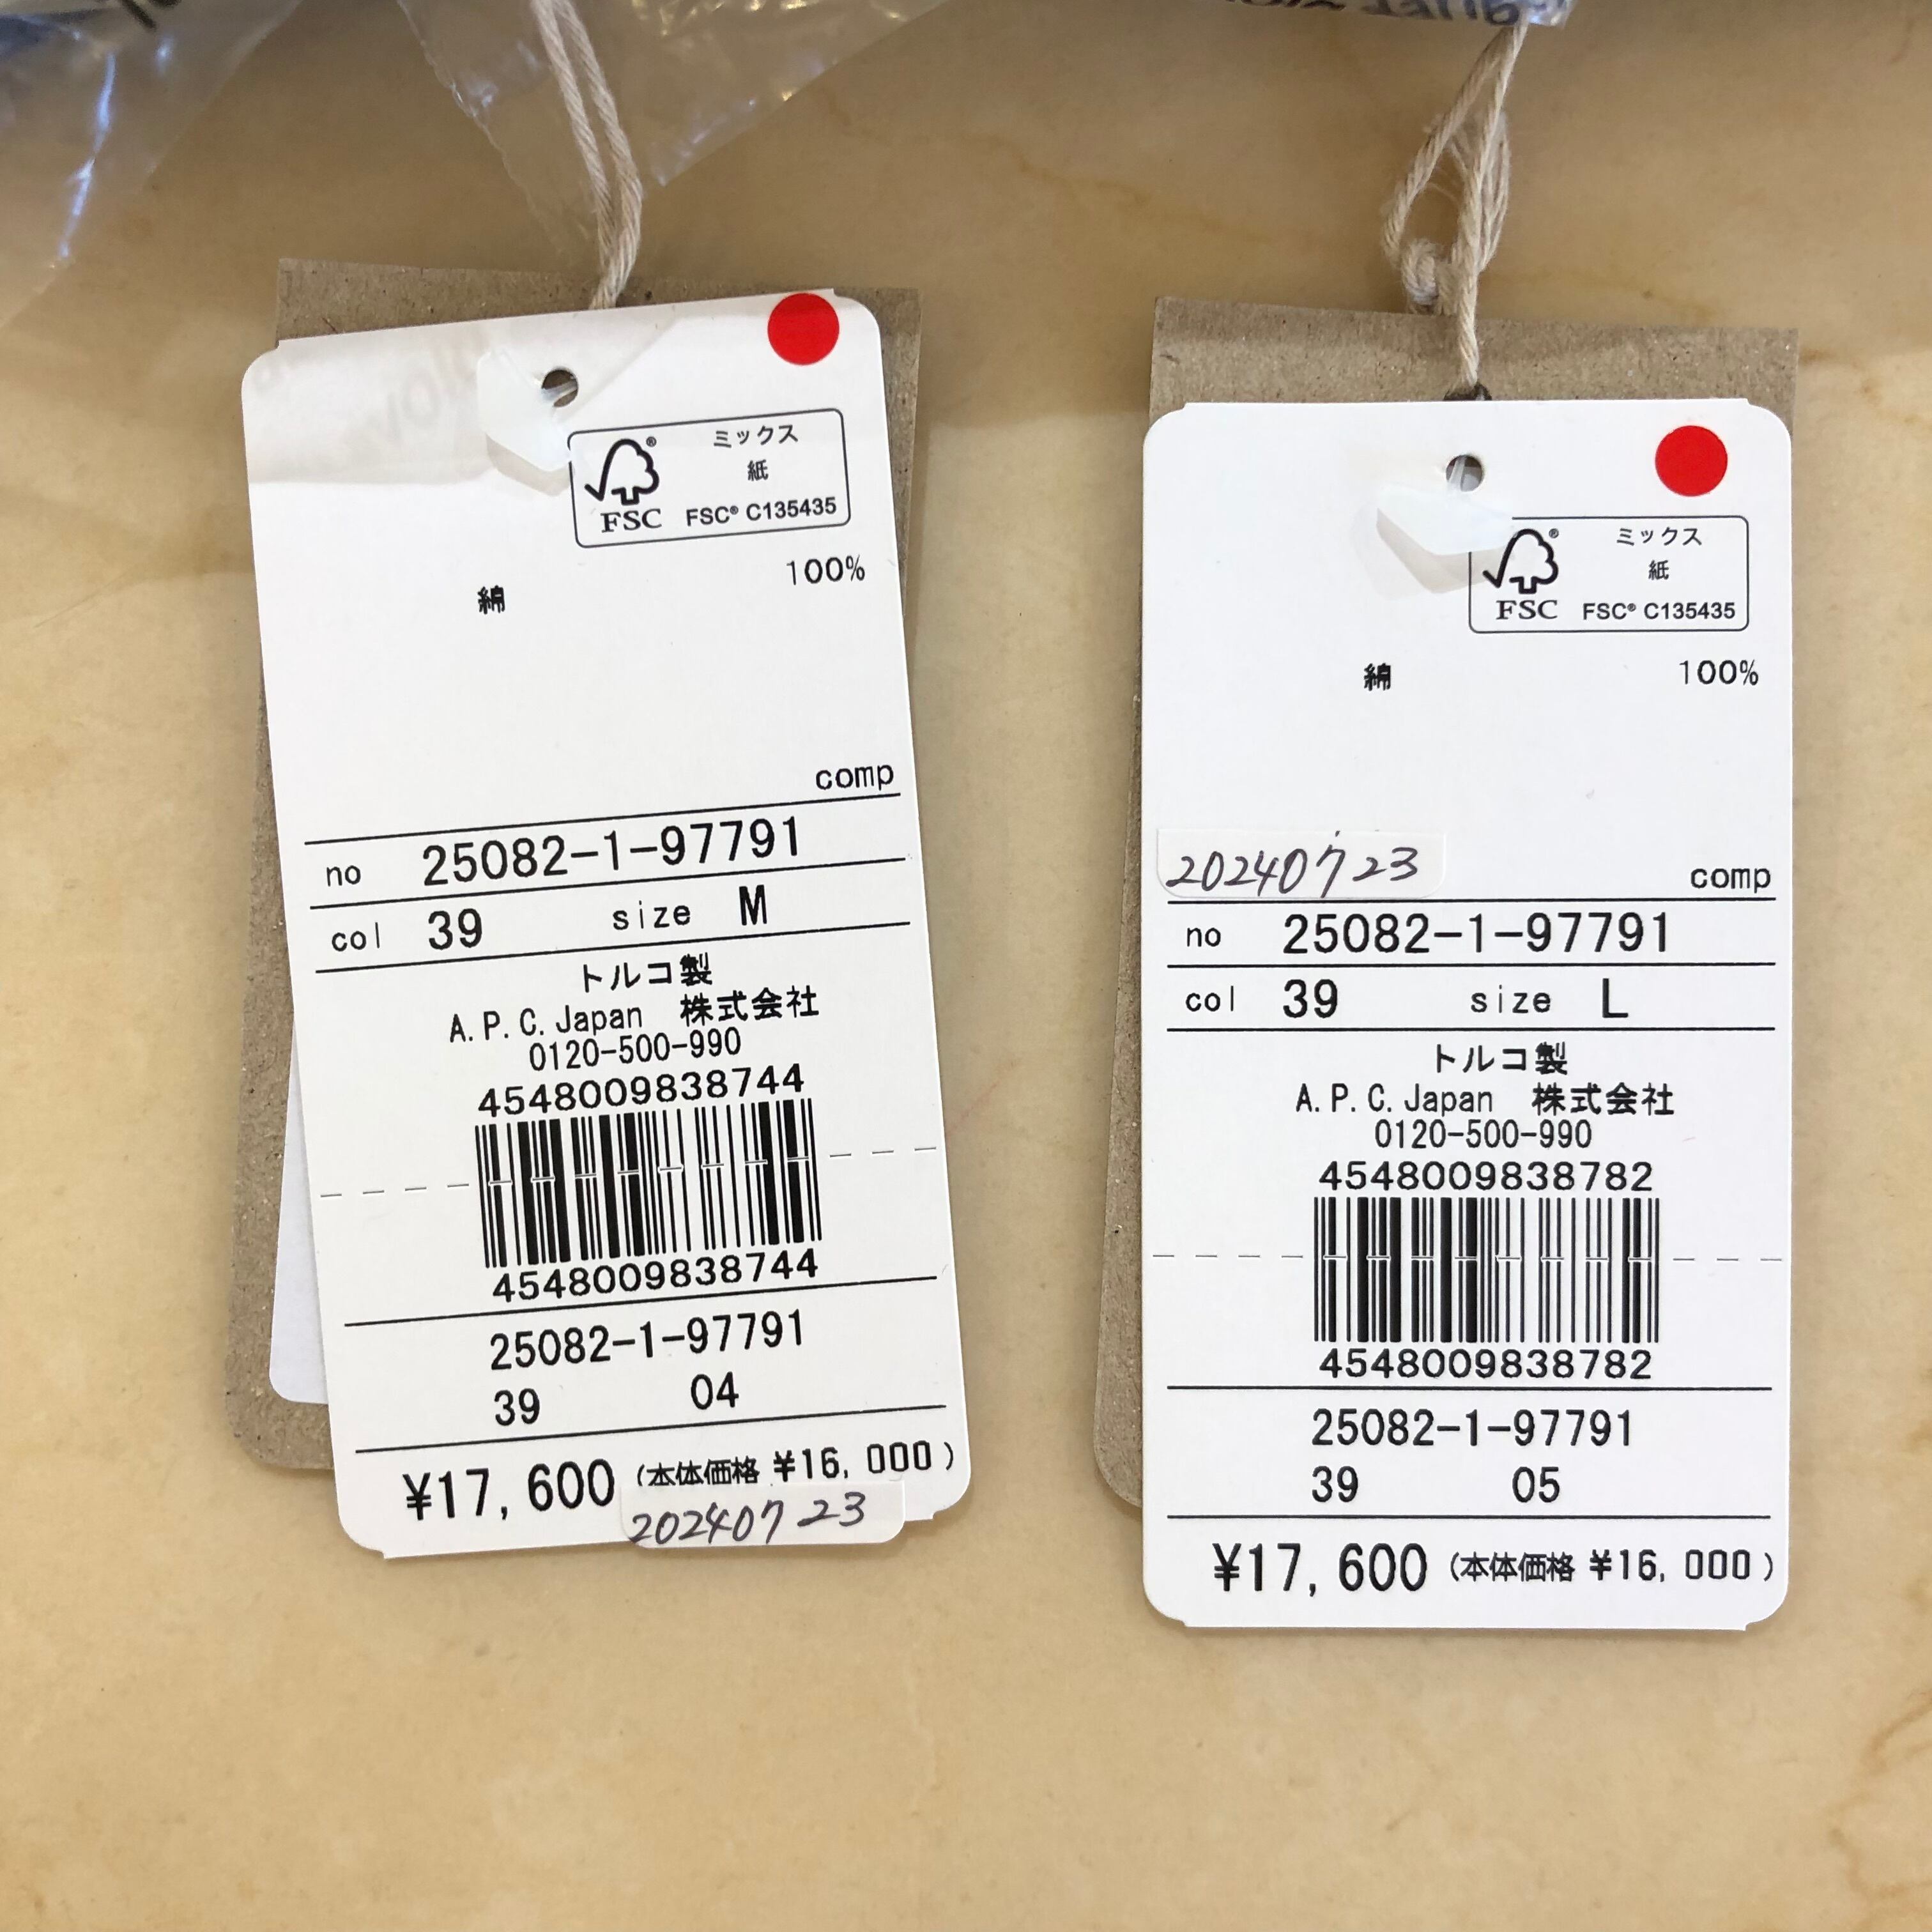 ミックス
紙
FSC® C135435
FSC
綿 100%
comp
no 25082-1-97791
col 39 size M
トルコ製
A.P.C.Japan 株式会社
0120-500-990
4548009838744
4548009838744
25082-1-97791
39 04
¥17,600 (本体価格 ¥16,000)
20240723
ミックス
紙
FSC® C135435
FSC
綿 100%
20240723
comp
no 25082-1-97791
col 39 size L
トルコ製
A.P.C.Japan 株式会社
0120-500-990
4548009838782
4548009838782
25082-1-97791
39 05
¥17,600 (本体価格 ¥16,000)